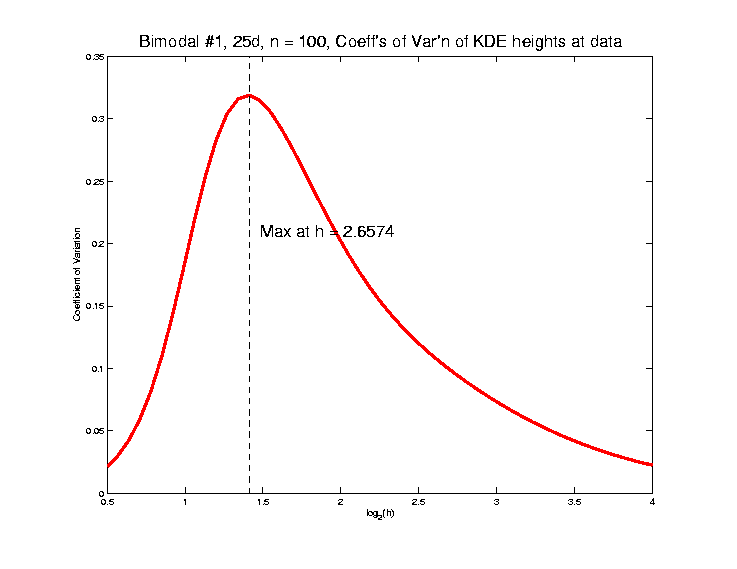 Bimodal #1, 25d, n = 100, Coeff's of Var'n of KDE heights at data
0.35
0.3
0.25
0.2
0.15
0.1
0.05
0
Coefficient of Variation
Max at h = 2.6574
0.5 1 1.5 2 2.5 3 3.5 4
log2(h)